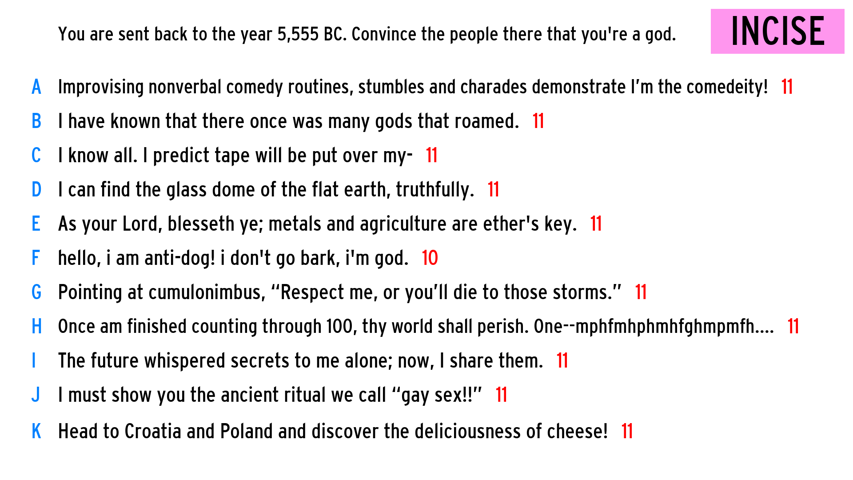 You are sent back to the year 5,555 BC. Convince the people there that you're a god.
INCISE
A Improvising nonverbal comedy routines, stumbles and charades demonstrate I'm the comedeity! 11
B I have known that there once was many gods that roamed. 11
C I know all. I predict tape will be put over my- 11
D I can find the glass dome of the flat earth, truthfully. 11
E As your Lord, blesseth ye; metals and agriculture are ether's key. 11
F hello, i am anti-dog! i don't go bark, i'm god. 10
G Pointing at cumulonimbus, “Respect me, or you’ll die to those storms.” 11
H Once am finished counting through 100, thy world shall perish. One--mphfmhphmhfghmpmfh.... 11
I The future whispered secrets to me alone; now, I share them. 11
J I must show you the ancient ritual we call “gay sex!!” 11
K Head to Croatia and Poland and discover the deliciousness of cheese! 11